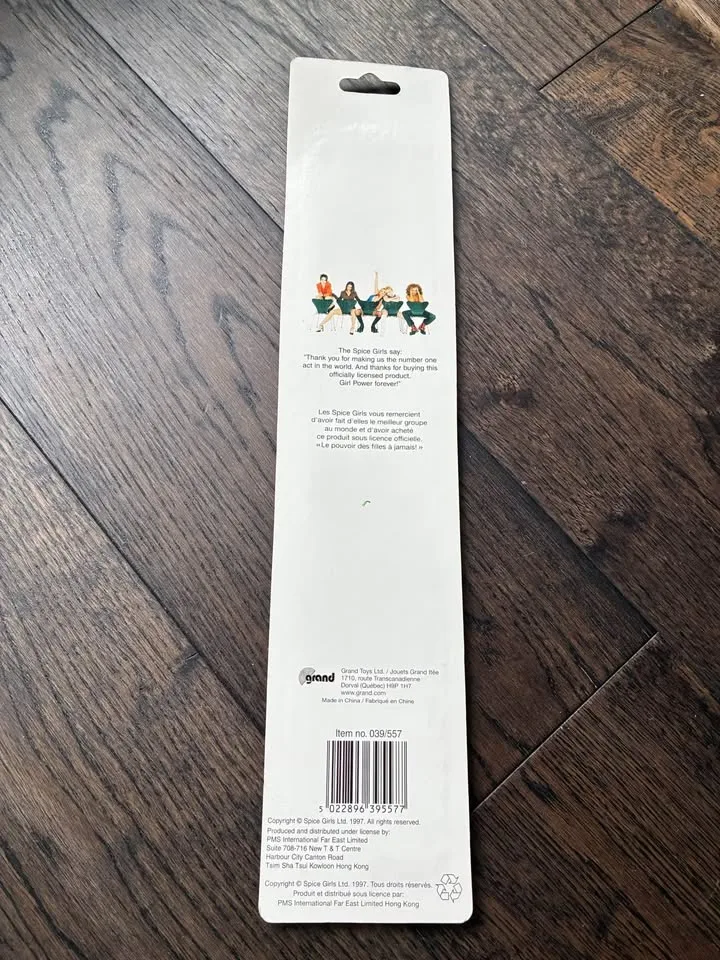 The Spice Girls say:
"Thank you for making us the number one
act in the world. And thanks for buying this
officially licensed product.
Girl Power forever!"
Les Spice Girls vous remercient
d'avoir fait d'elles le meilleur groupe
au monde et d'avoir acheté
ce produit sous licence officielle.
«Le pouvoir des filles à jamais! »
grand
Grand Toys Ltd. / Jouets Grand ltée
1710, route Transcanadienne
Dorval (Québec) H9P 1H7
www.grand.com
Made in China / Fabriqué en Chine
Item no. 039/557
5 022896 395577
Copyright © Spice Girls Ltd. 1997. All rights reserved.
Produced and distributed under license by:
PMS International Far East Limited
Suite 708-716 New T & T Centre
Harbour City Canton Road
Tsim Sha Tsui Kowloon Hong Kong
Copyright © Spice Girls Ltd. 1997. Tous droits réservés.
Produit et distribué sous licence par:
PMS International Far East Limited Hong Kong